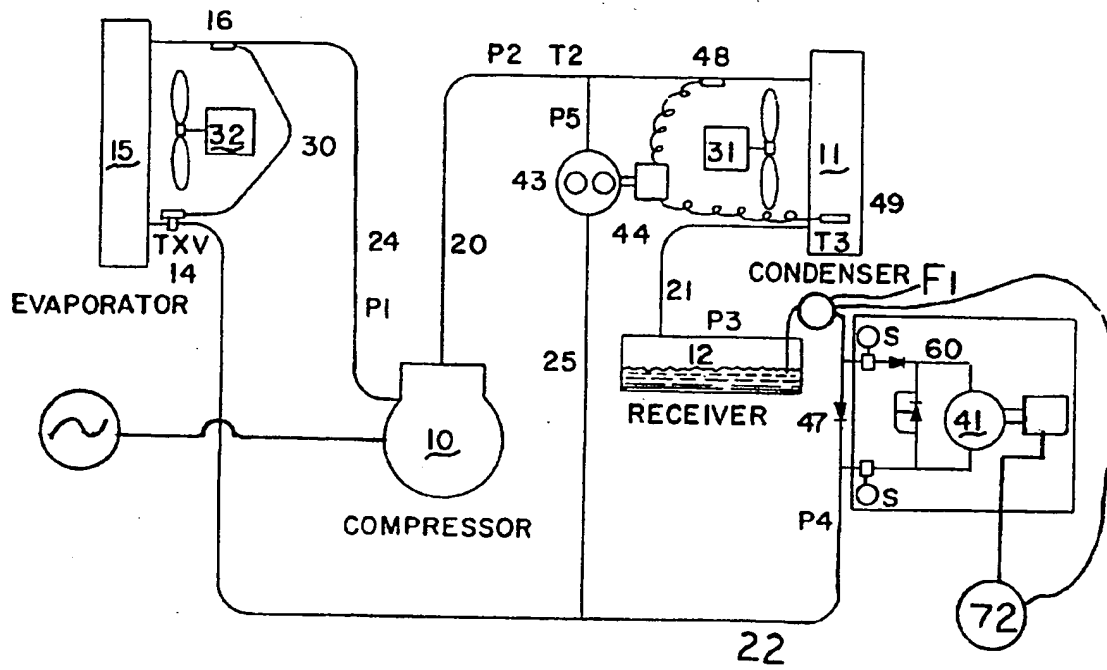 16
P2 T2
48
15
32
30
P5
43
31
11
49
44
T3
TXV
14
24
20
EVAPORATOR
P1
21
CONDENSER
F1
P3
12
S
60
25
RECEIVER
47
41
10
S
COMPRESSOR
P4
72
22